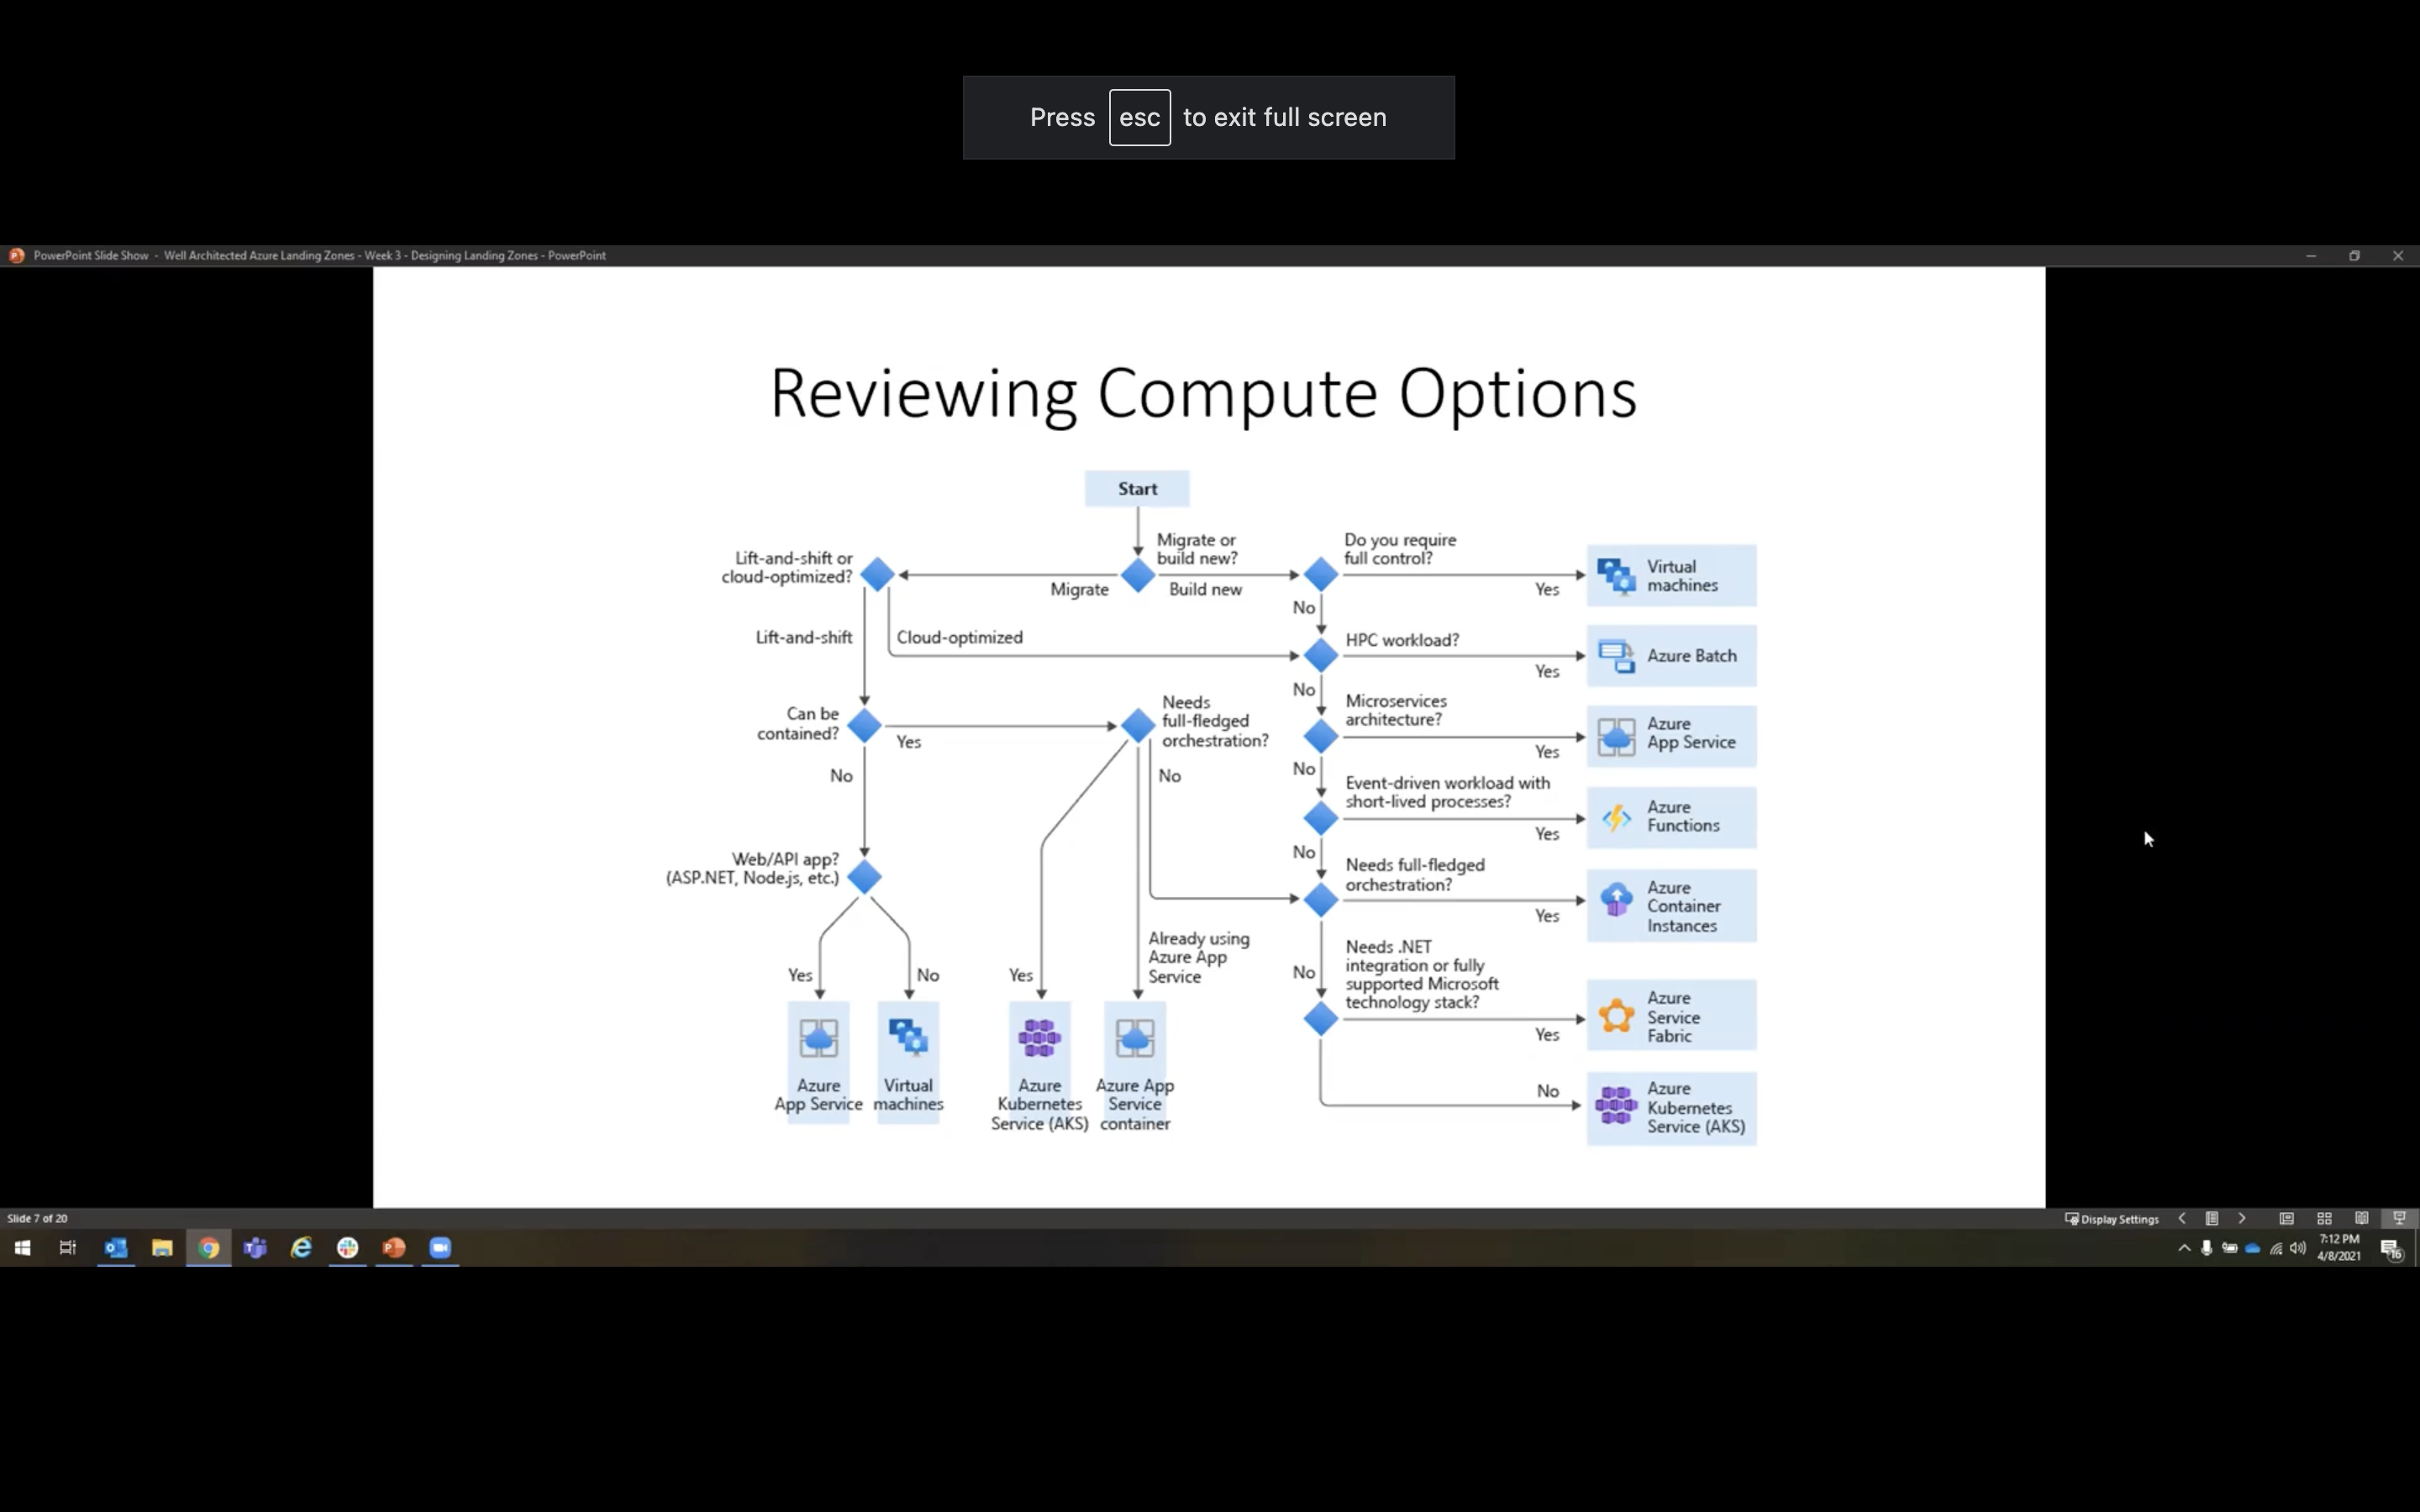 Press esc to exit full screen
PowerPoint Slide Show - Well Architected Azure Landing Zones - Week 3 - Designing Landing Zones - PowerPoint
Reviewing Compute Options
Start
Migrate or
build new?
Migrate
Build new
Lift-and-shift or
cloud-optimized?
Lift-and-shift
Cloud-optimized
Can be
contained?
Yes
No
Needs
full-fledged
orchestration?
No
Web/API app?
(ASP.NET, Node.js, etc.)
Yes
No
Yes
Already using
Azure App
Service
Azure
App Service
Virtual
machines
Azure
Kubernetes
Service (AKS)
Azure App
Service
container
Do you require
full control?
Yes
Virtual
machines
No
HPC workload?
Yes
Azure Batch
No
Microservices
architecture?
Yes
Azure
App Service
No
Event-driven workload with
short-lived processes?
Yes
Azure
Functions
No
Needs full-fledged
orchestration?
Yes
Azure
Container
Instances
No
Needs .NET
integration or fully
supported Microsoft
technology stack?
Yes
Azure
Service
Fabric
No
Azure
Kubernetes
Service (AKS)
Slide 7 of 20
Display Settings
7:12 PM
4/8/2021
16